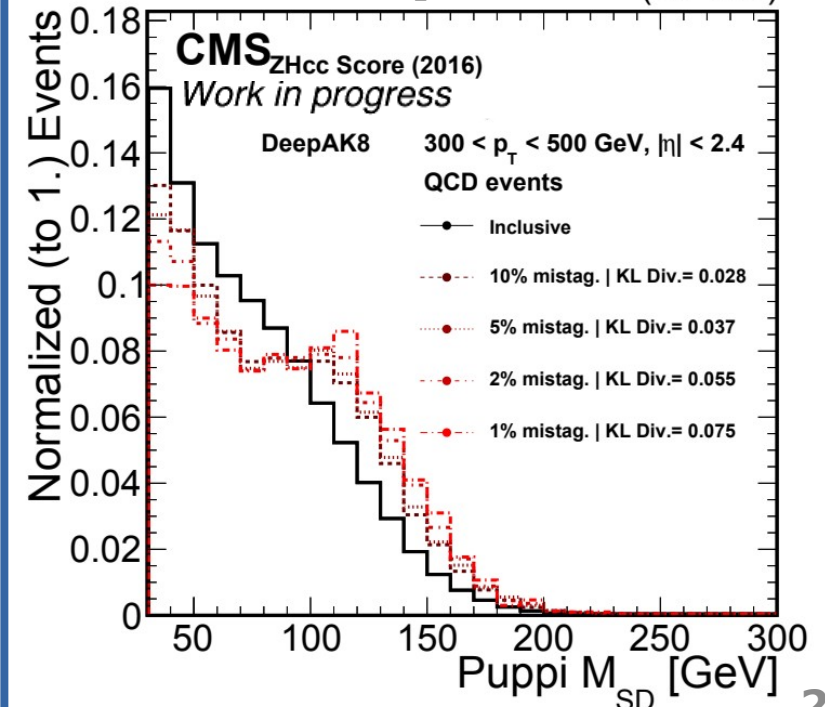 CMS ZHcc Score (2016)
Work in progress
DeepAK8 300 < pT < 500 GeV, |η| < 2.4
QCD events
Inclusive
10% mistag. | KL Div.= 0.028
5% mistag. | KL Div.= 0.037
2% mistag. | KL Div.= 0.055
1% mistag. | KL Div.= 0.075
Normalized (to 1.) Events
0.18
0.16
0.14
0.12
0.1
0.08
0.06
0.04
0.02
0
50 100 150 200 250 300
Puppi MSD [GeV]